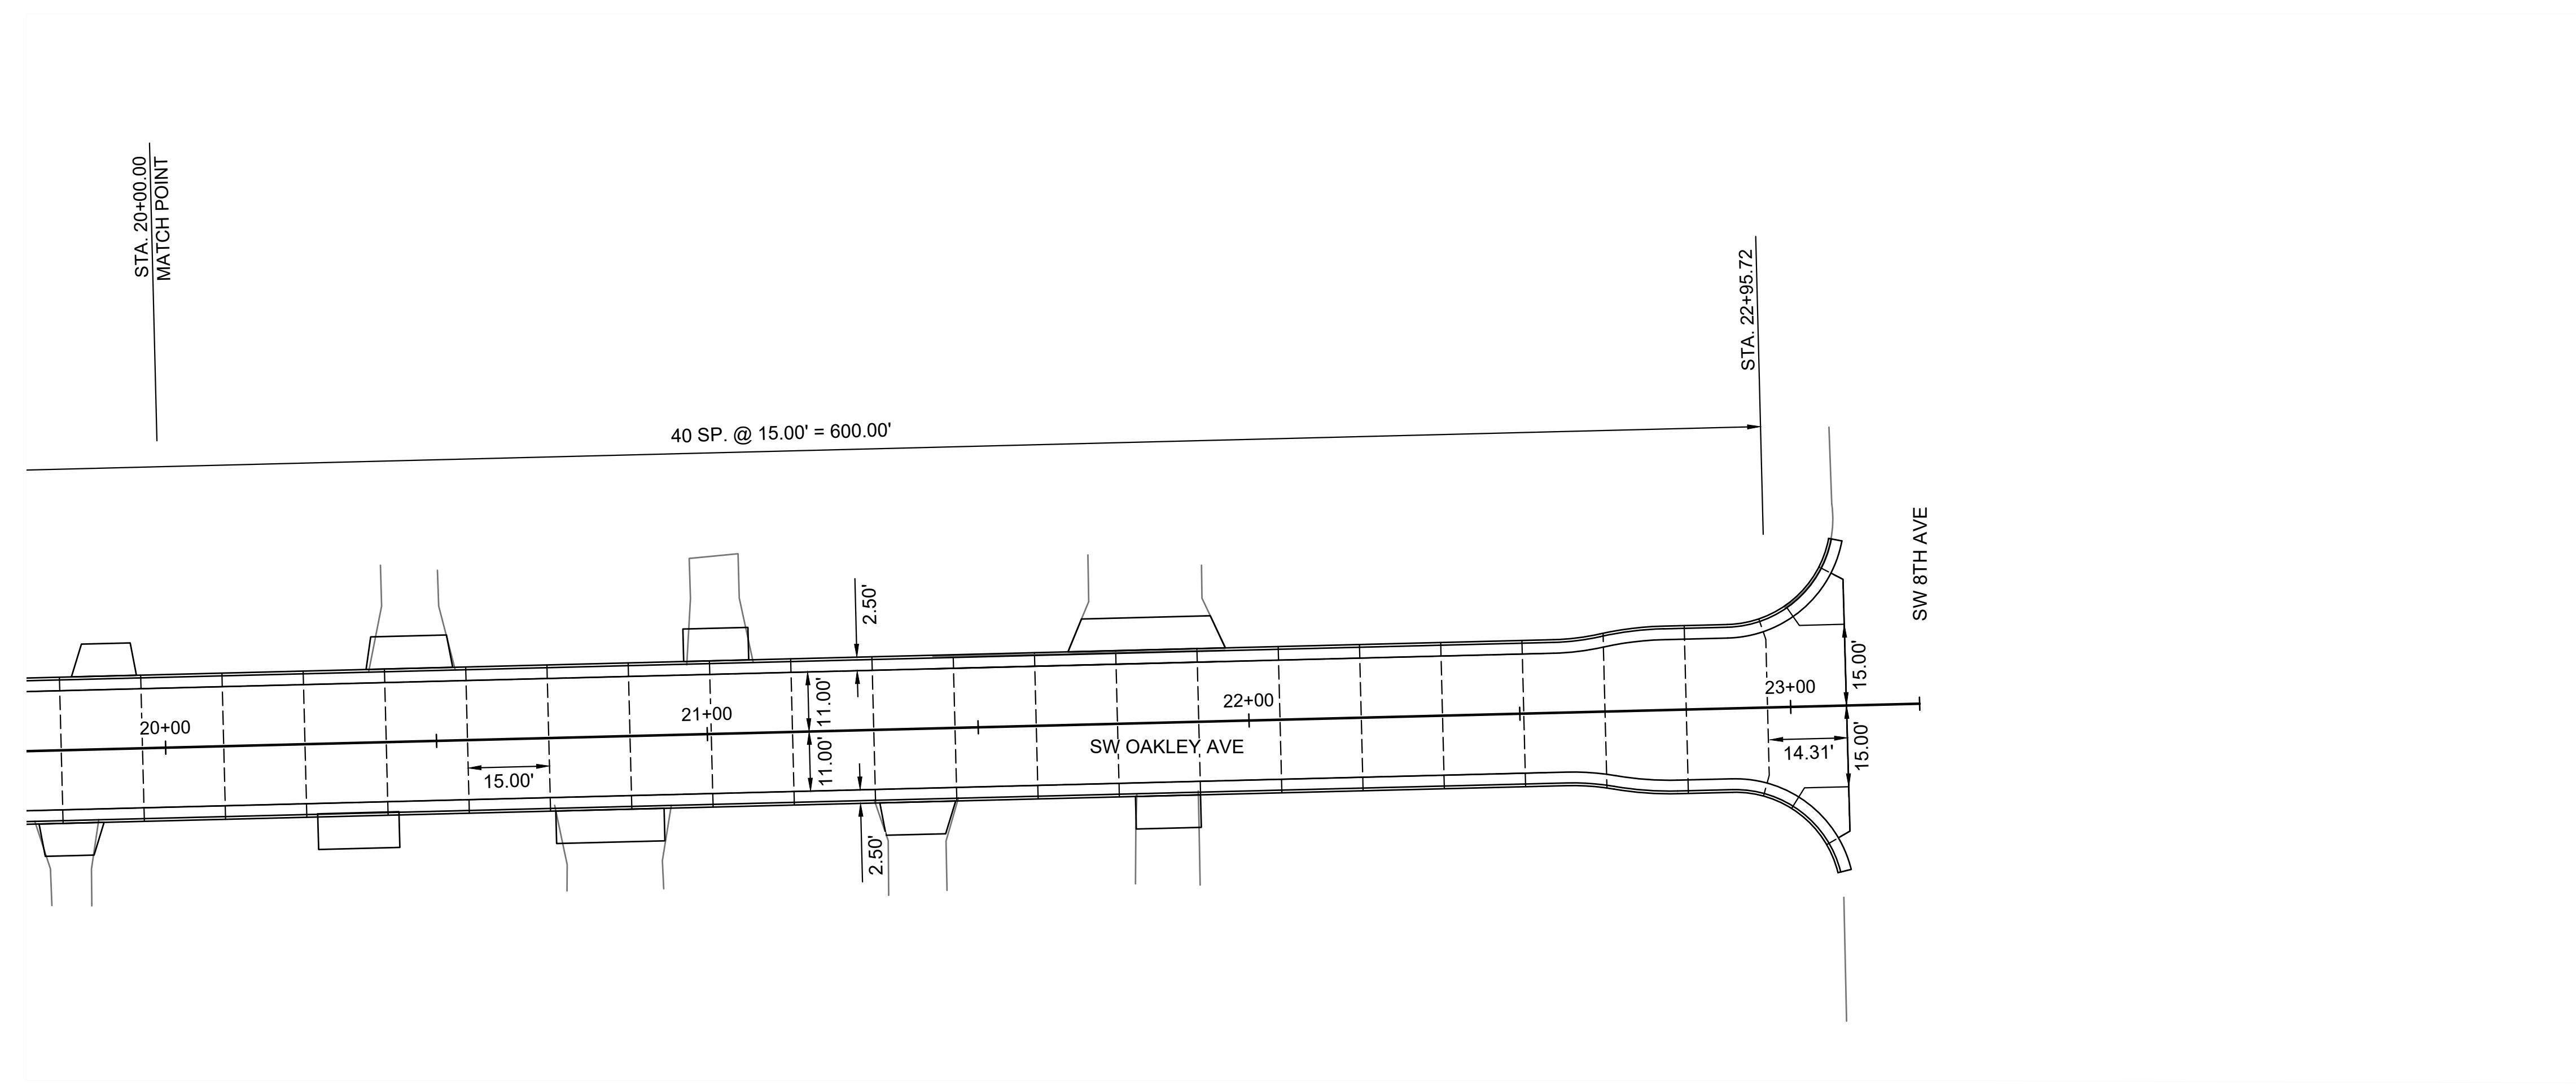 STA. 20+00.00
MATCH POINT
STA. 22+95.72
40 SP. @ 15.00' = 600.00'
SW 8TH AVE
2.50'
15.00'
11.00'
20+00
21+00
22+00
23+00
SW OAKLEY AVE
11.00'
15.00'
14.31'
15.00'
2.50'